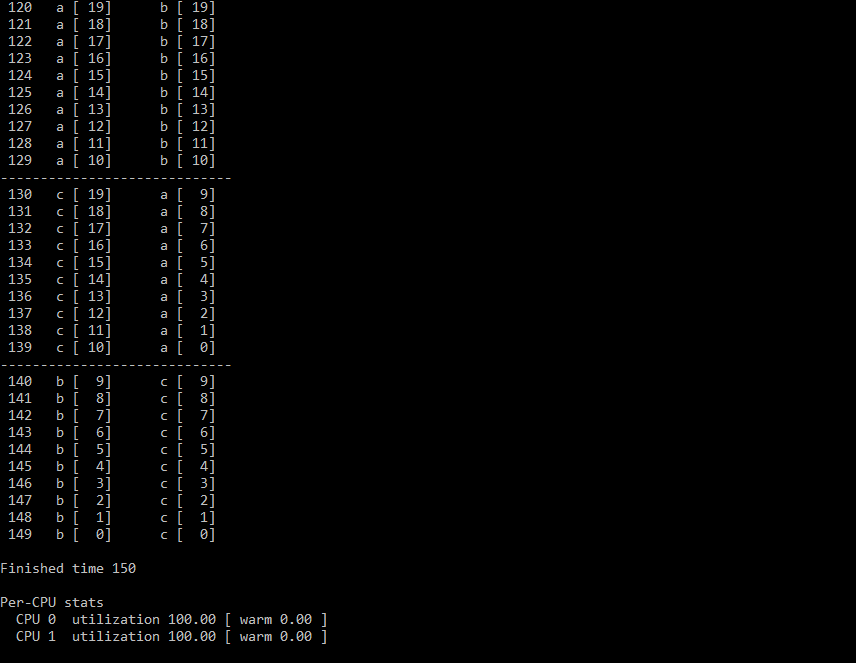 120   a [ 19]      b [ 19]
121   a [ 18]      b [ 18]
122   a [ 17]      b [ 17]
123   a [ 16]      b [ 16]
124   a [ 15]      b [ 15]
125   a [ 14]      b [ 14]
126   a [ 13]      b [ 13]
127   a [ 12]      b [ 12]
128   a [ 11]      b [ 11]
129   a [ 10]      b [ 10]
-----------------------------
130   c [ 19]      a [  9]
131   c [ 18]      a [  8]
132   c [ 17]      a [  7]
133   c [ 16]      a [  6]
134   c [ 15]      a [  5]
135   c [ 14]      a [  4]
136   c [ 13]      a [  3]
137   c [ 12]      a [  2]
138   c [ 11]      a [  1]
139   c [ 10]      a [  0]
-----------------------------
140   b [  9]      c [  9]
141   b [  8]      c [  8]
142   b [  7]      c [  7]
143   b [  6]      c [  6]
144   b [  5]      c [  5]
145   b [  4]      c [  4]
146   b [  3]      c [  3]
147   b [  2]      c [  2]
148   b [  1]      c [  1]
149   b [  0]      c [  0]

Finished time 150

Per-CPU stats
  CPU 0  utilization 100.00 [ warm 0.00 ]
  CPU 1  utilization 100.00 [ warm 0.00 ]